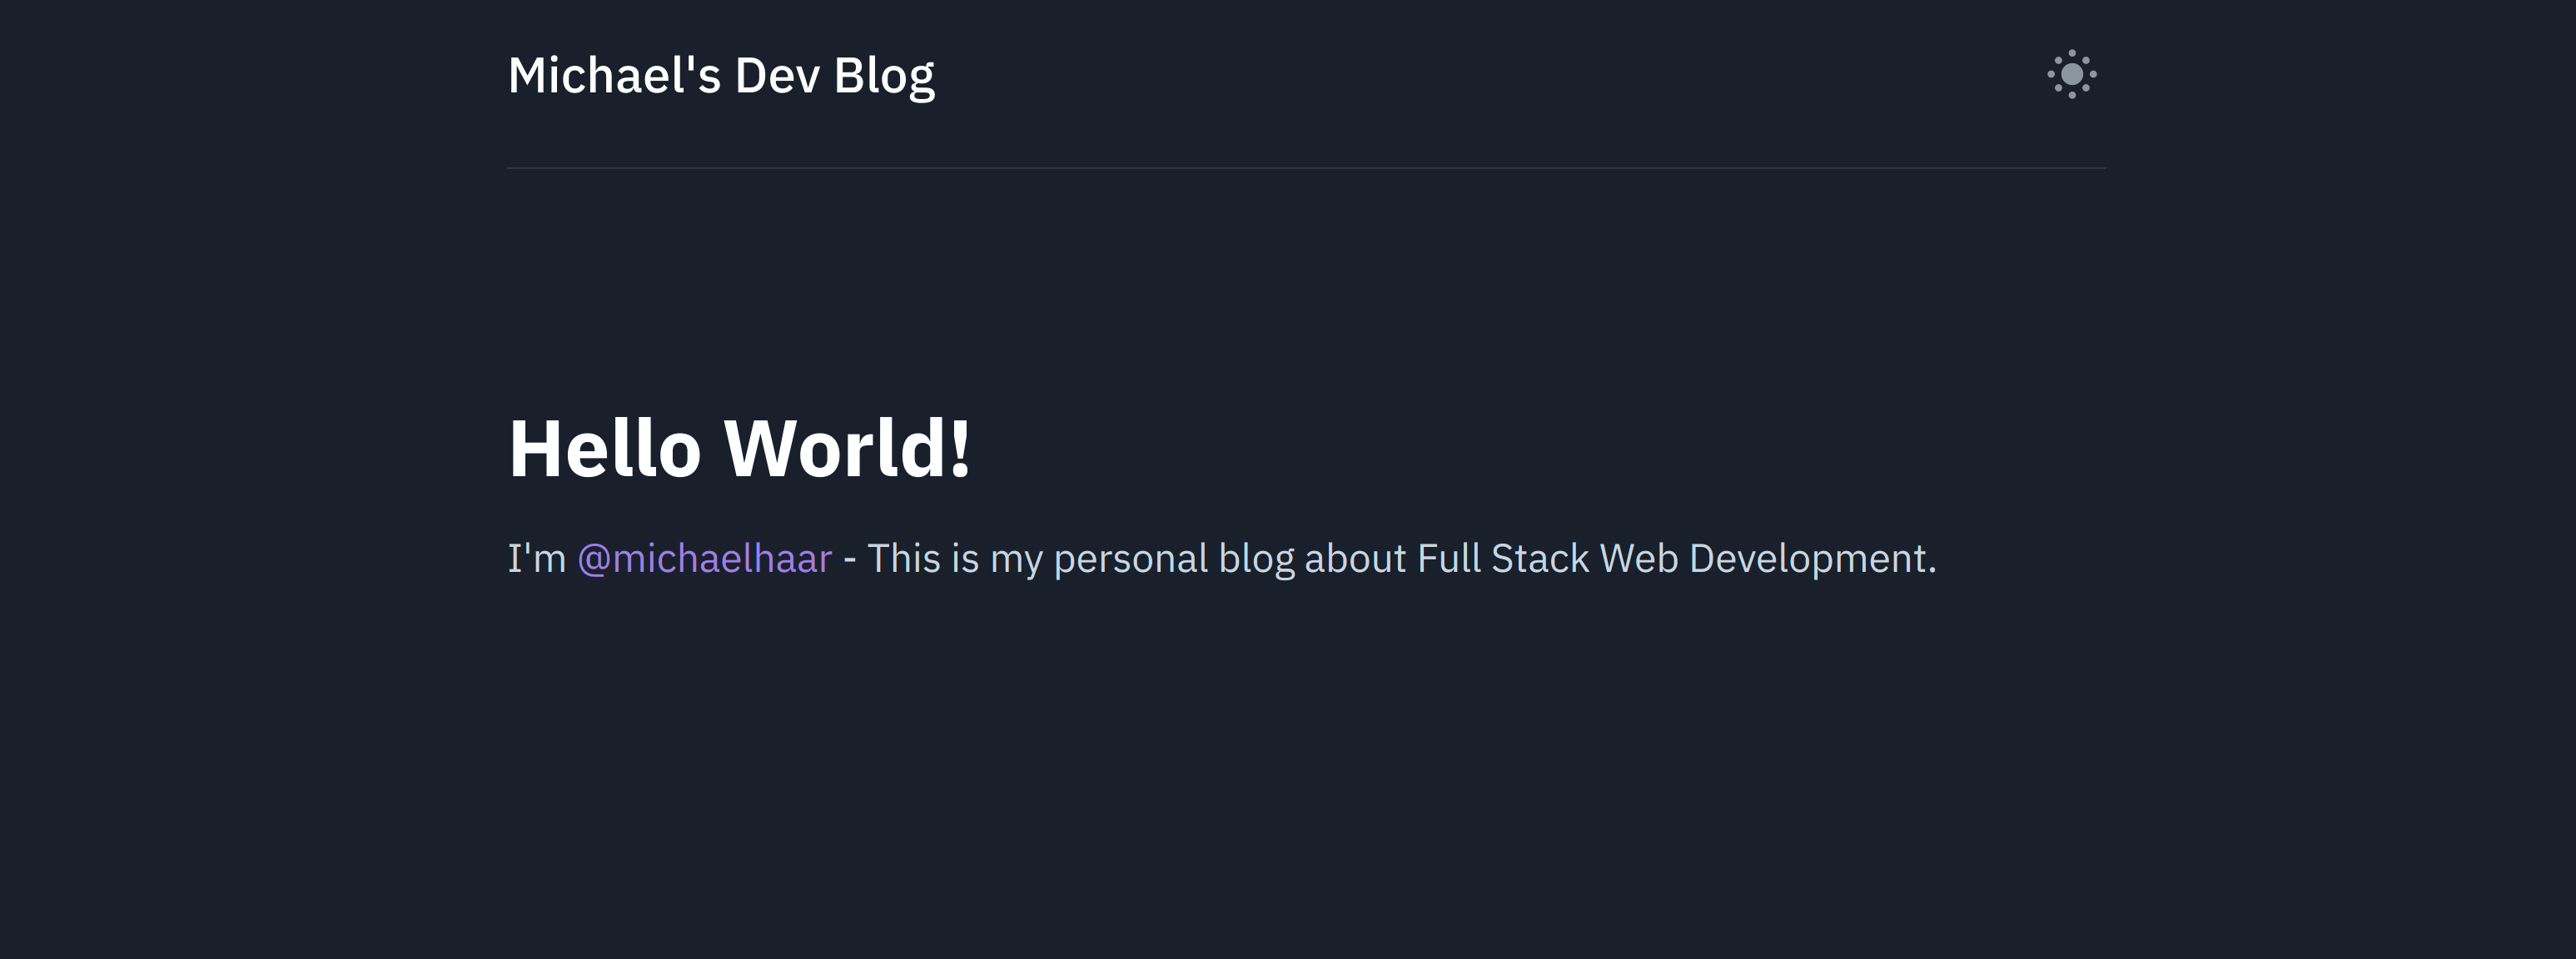 Michael's Dev Blog
Hello World!
I'm @michaelhaar - This is my personal blog about Full Stack Web Development.